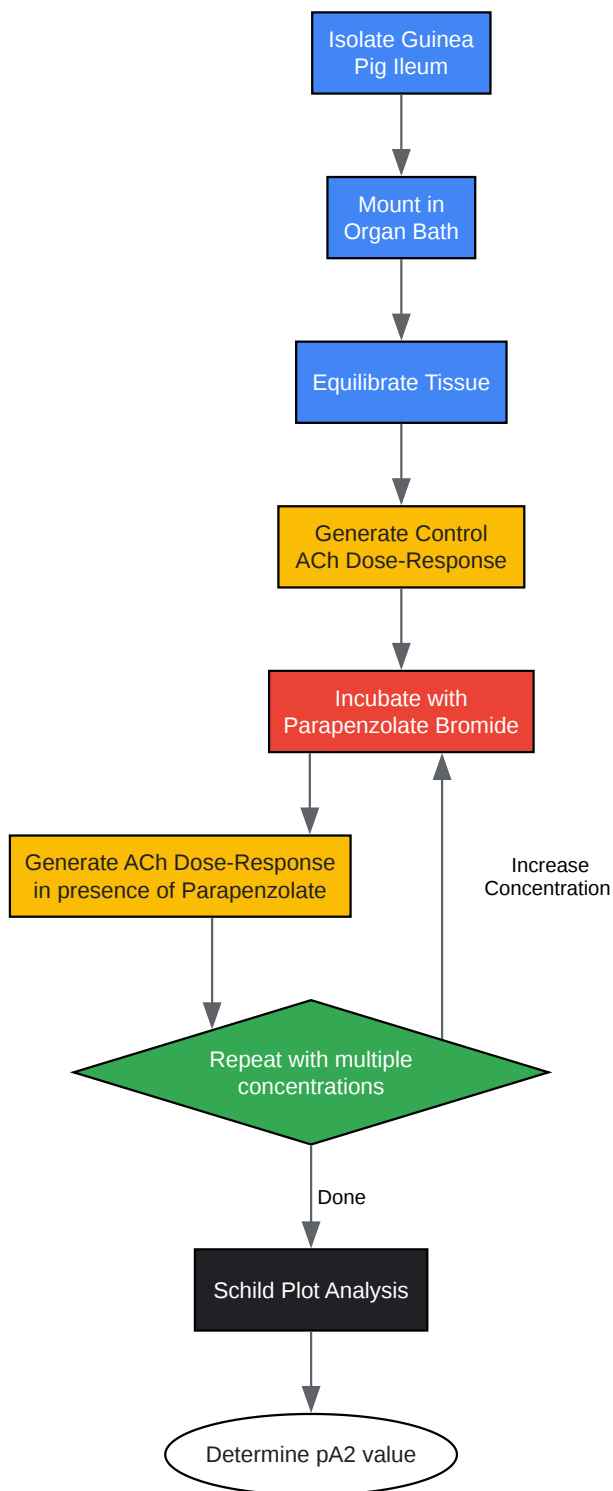 Isolate Guinea
Pig Ileum
Mount in
Organ Bath
Equilibrate Tissue
Generate Control
ACh Dose-Response
Incubate with
Parapenzolate Bromide
Generate ACh Dose-Response
in presence of Parapenzolate
Increase
Concentration
Repeat with multiple
concentrations
Done
Schild Plot Analysis
Determine pA2 value